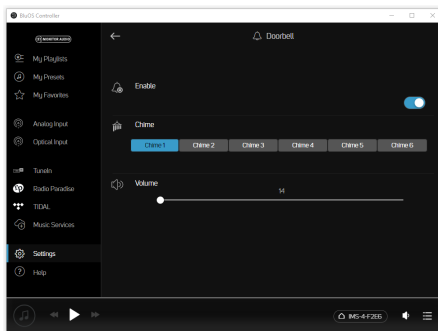 BluOS Controller
MONITOR AUDIO
My Playlists
My Presets
My Favorites
Analog Input
Optical Input
TuneIn
Radio Paradise
TIDAL
Music Services
Settings
Help
Doorbell
Enable
Chime
Chime 1 Chime 2 Chime 3 Chime 4 Chime 5 Chime 6
Volume
14
IMS-4-F2E6